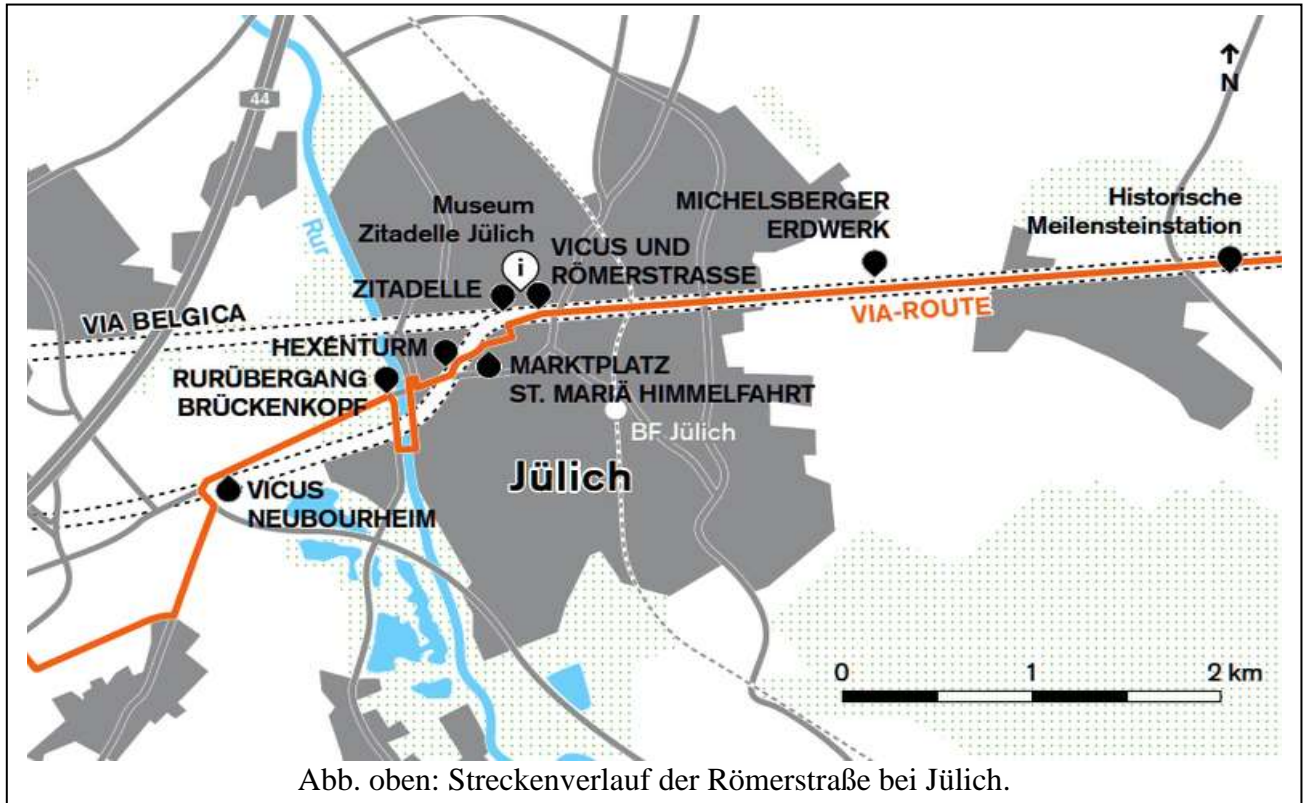 44
N
Rur
Museum
Zitadelle Jülich
i
VICUS UND
RÖMERSTRASSE
MICHELSBERGER
ERDWERK
Historische
Meilensteinstation
ZITADELLE
VIA BELGICA
VIA-ROUTE
HEXENTURM
RURÜBERGANG
BRÜCKENKOPF
MARKTPLATZ
ST. MARIÄ HIMMELFAHRT
BF Jülich
Jülich
VICUS
NEUBOURHEIM
0 1 2 km
Abb. oben: Streckenverlauf der Römerstraße bei Jülich.